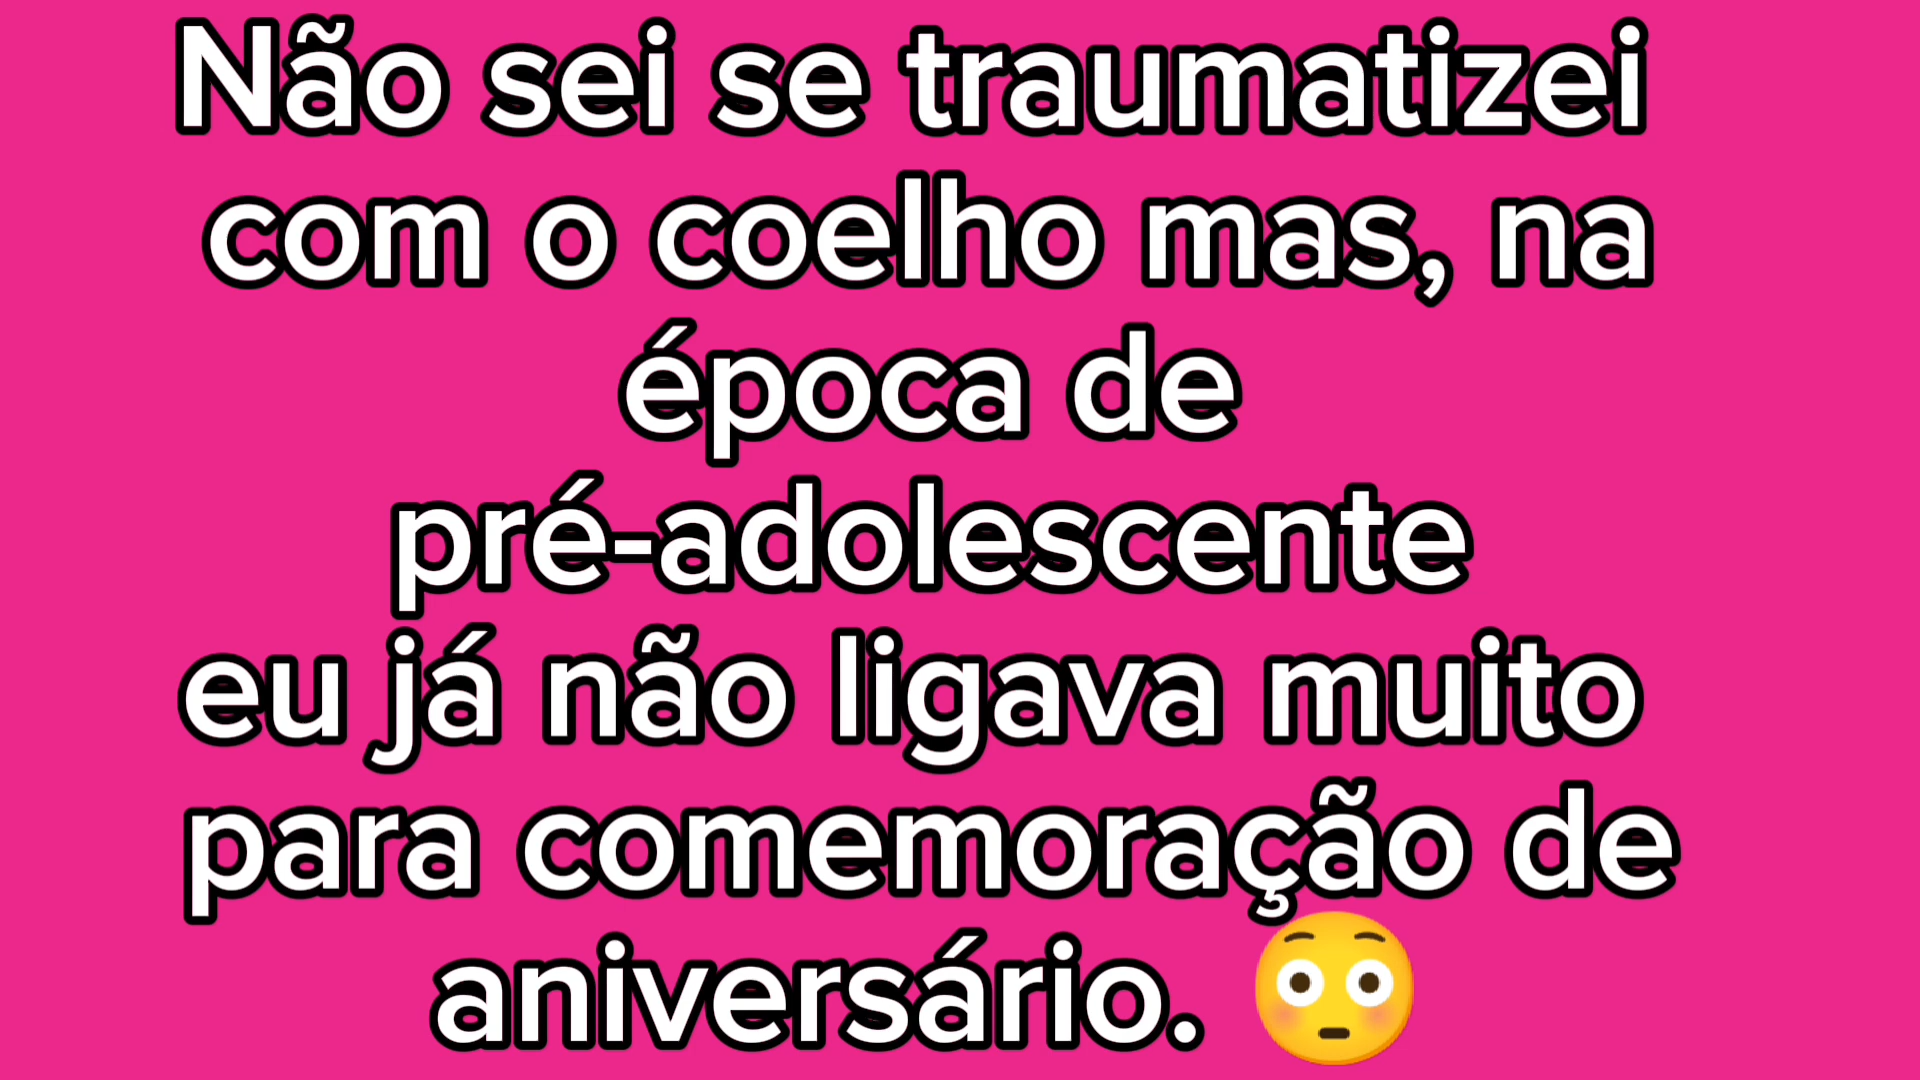 Não sei se traumatizei
com o coelho mas, na
época de
pré-adolescente
eu já não ligava muito
para comemoração de
aniversário. 😳